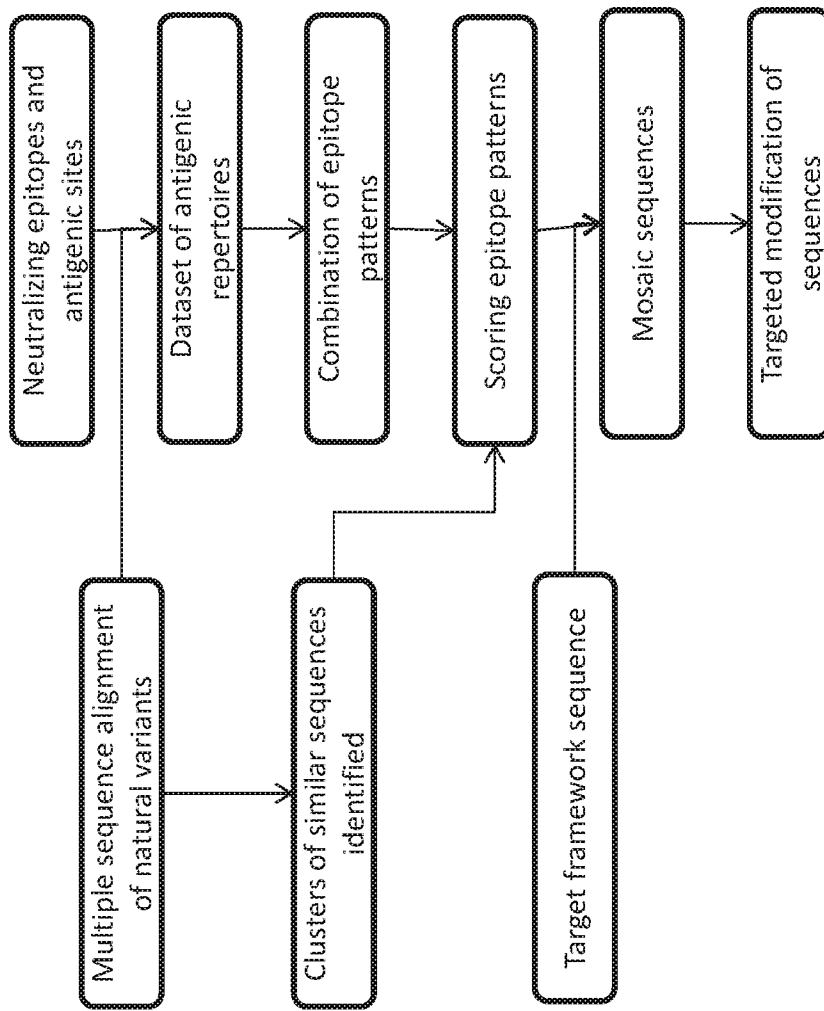 Neutralizing epitopes and
antigenic sites
Multiple sequence alignment
of natural variants
Dataset of antigenic
repertoires
Clusters of similar sequences
identified
Combination of epitope
patterns
Scoring epitope patterns
Target framework sequence
Mosaic sequences
Targeted modification of
sequences